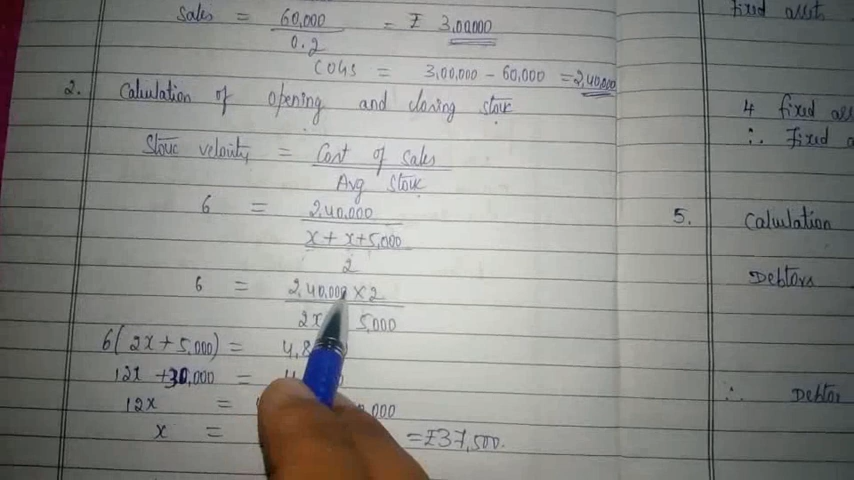 Sales = 60,000 = ₹ 3,00,000
0.2
COGS = 3,00,000 - 60,000 = 2,40,000
2. Calculation of opening and closing stock
Stock velocity = Cost of sales
Avg stock
6 = 2,40,000
x + x+5,000
2
6 = 2,40,000 x 2
2x 5,000
6(2x + 5,000) = 4,8
12x + 30,000 =
12x = 0,000
x = = ₹37,500.
fixed asset
4 fixed ass
∴ Fixed a
5. Calculation
Debtors
∴ Debtor